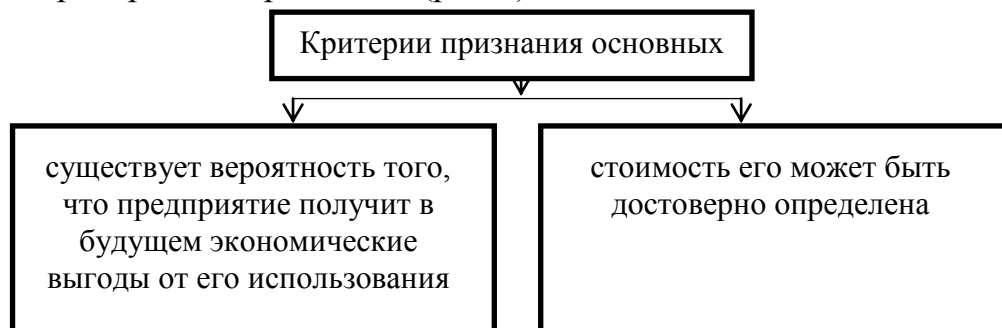 Критерии признания основных
существует вероятность того,
что предприятие получит в
будущем экономические
выгоды от его использования
стоимость его может быть
достоверно определена